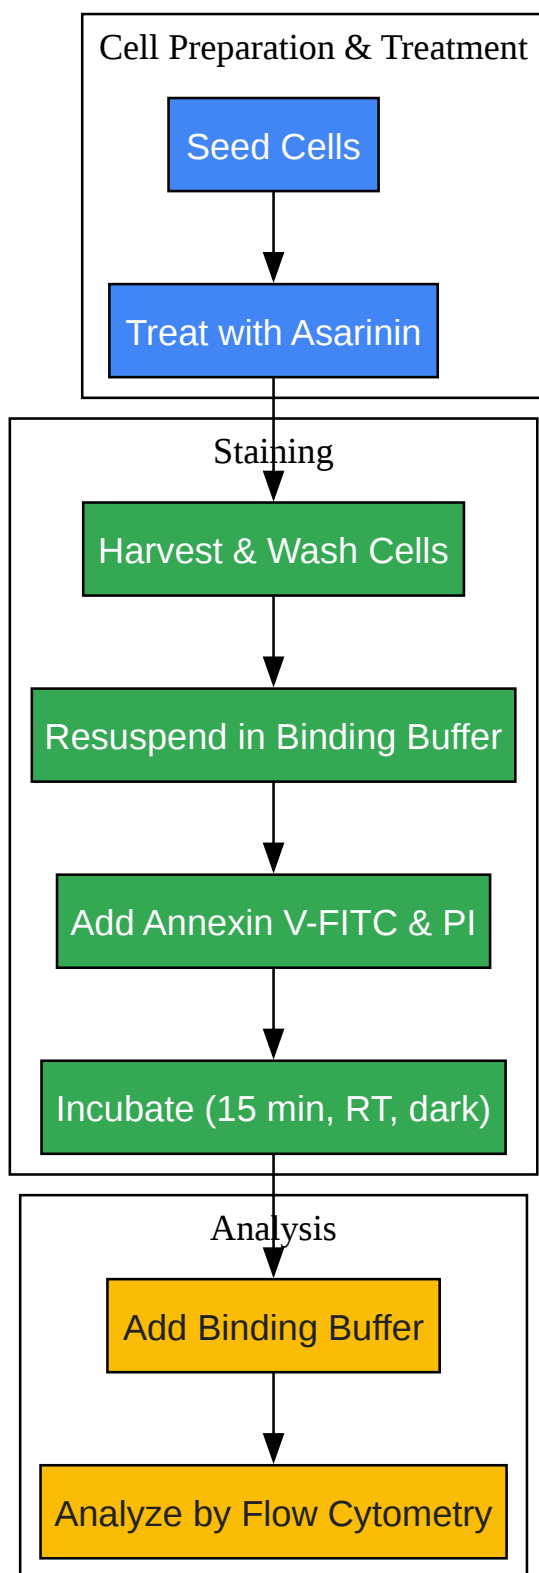 Cell Preparation & Treatment
Seed Cells
Treat with Asarinin
Staining
Harvest & Wash Cells
Resuspend in Binding Buffer
Add Annexin V-FITC & PI
Incubate (15 min, RT, dark)
Analysis
Add Binding Buffer
Analyze by Flow Cytometry